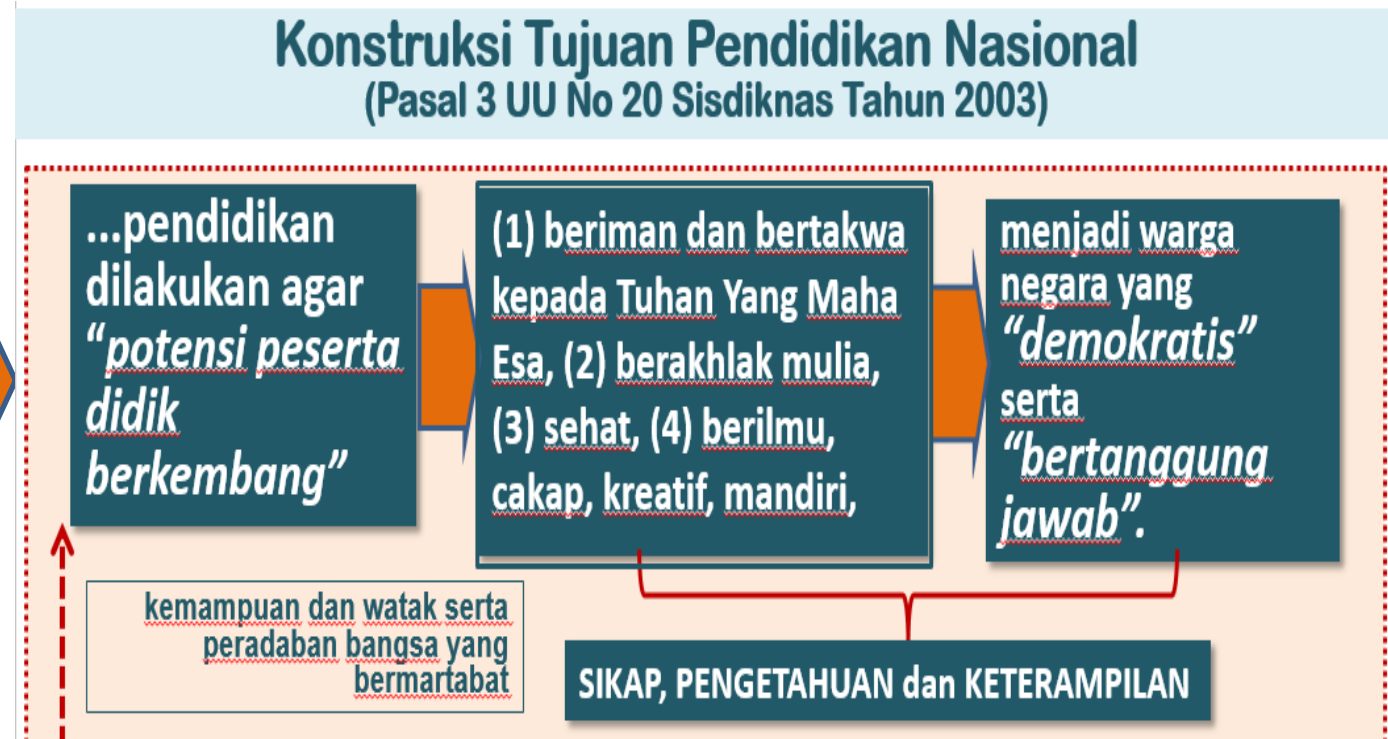 Konstruksi Tujuan Pendidikan Nasional
(Pasal 3 UU No 20 Sisdiknas Tahun 2003)
...pendidikan
dilakukan agar
“potensi peserta
didik
berkembang”
(1) beriman dan bertakwa
kepada Tuhan Yang Maha
Esa, (2) berakhlak mulia,
(3) sehat, (4) berilmu,
cakap, kreatif, mandiri,
menjadi warga
negara yang
“demokratis”
serta
“bertanggung
jawab”.
kemampuan dan watak serta
peradaban bangsa yang
bermartabat
SIKAP, PENGETAHUAN dan KETERAMPILAN